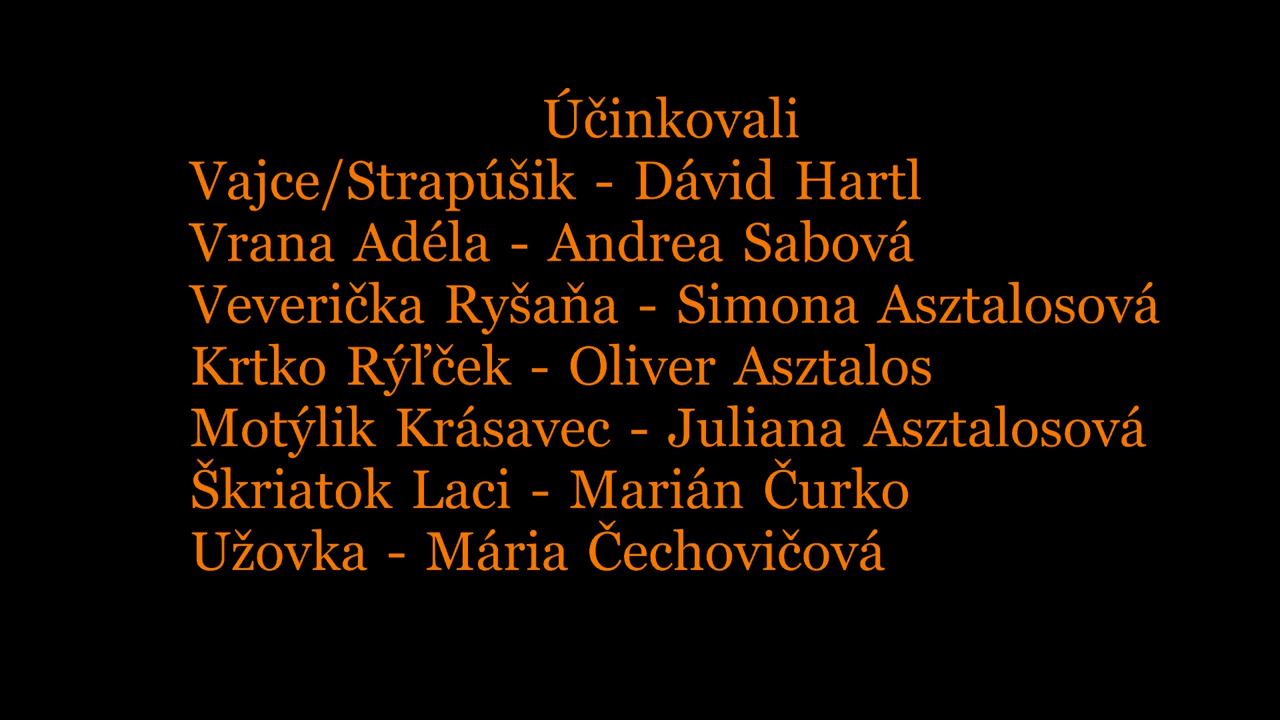 Účinkovali
Vajce/Strapúšik - Dávid Hartl
Vrana Adéla - Andrea Sabová
Veverička Ryšaňa - Simona Asztalosová
Krtko Rýľček - Oliver Asztalos
Motýlik Krásavec - Juliana Asztalosová
Škriatok Laci - Marián Čurko
Užovka - Mária Čechovičová